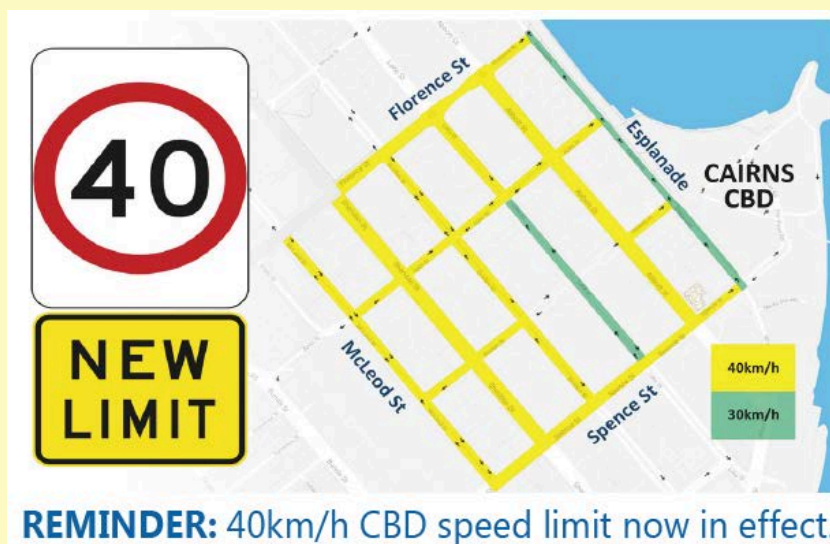 40
NEW
LIMIT
Florence St
Esplanade
CAIRNS
CBD
McLeod St
Spence St
40km/h
30km/h
REMINDER: 40km/h CBD speed limit now in effect.